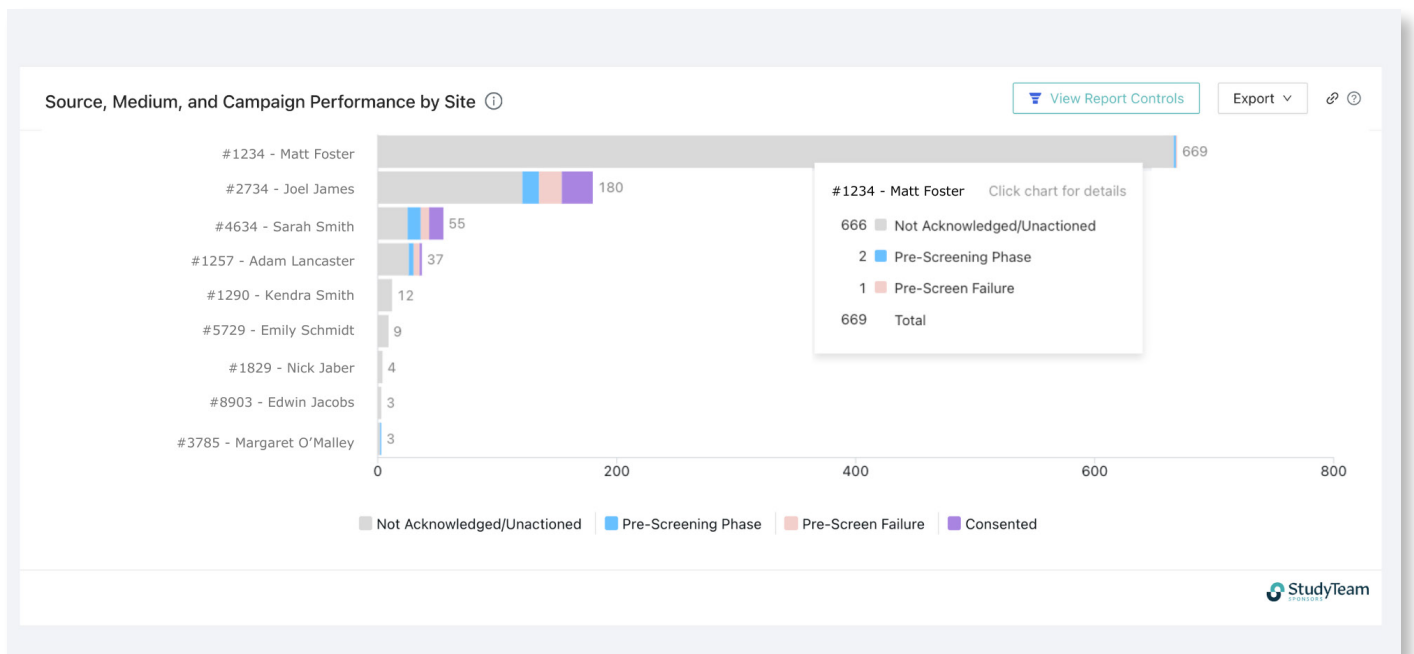 Source, Medium, and Campaign Performance by Site
View Report Controls
Export
#1234 - Matt Foster
669
#2734 - Joel James
180
#4634 - Sarah Smith
55
#1257 - Adam Lancaster
37
#1290 - Kendra Smith
12
#5729 - Emily Schmidt
9
#1829 - Nick Jaber
4
#8903 - Edwin Jacobs
3
#3785 - Margaret O’Malley
3
#1234 - Matt Foster Click chart for details
666 Not Acknowledged/Unactioned
2 Pre-Screening Phase
1 Pre-Screen Failure
669 Total
0 200 400 600 800
Not Acknowledged/Unactioned Pre-Screening Phase Pre-Screen Failure Consented
StudyTeam
SPONSORS